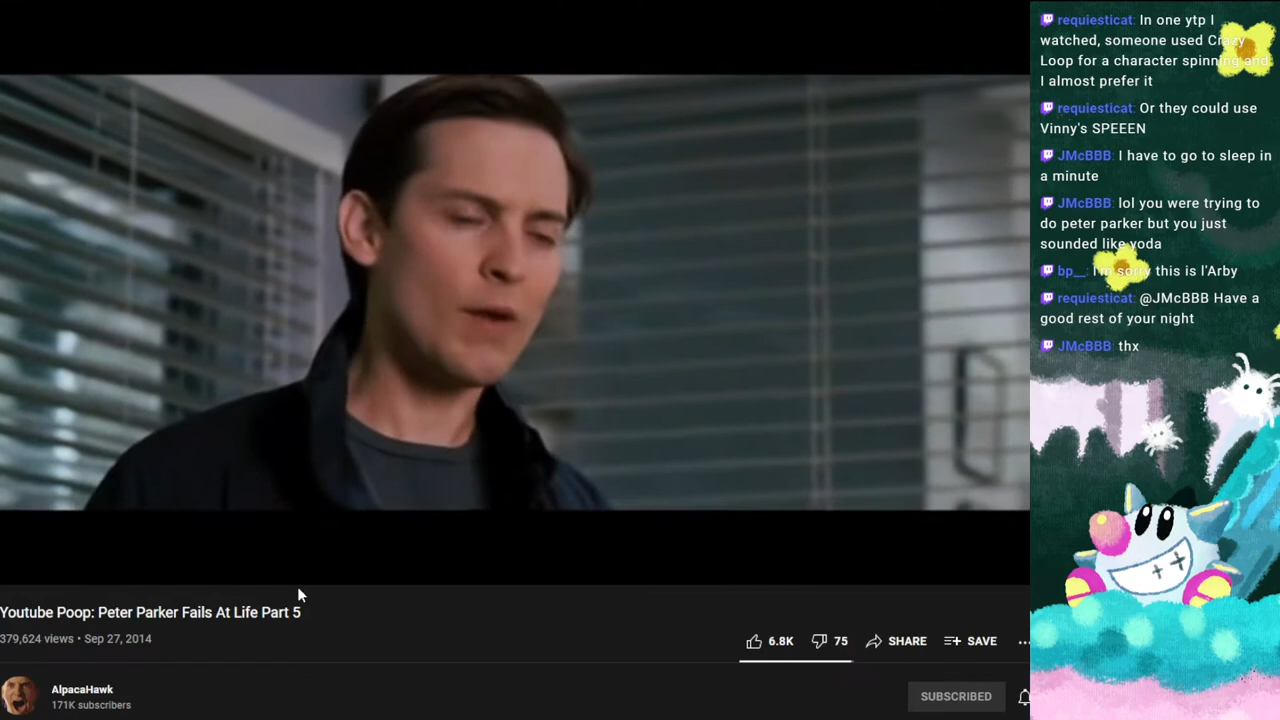 Youtube Poop: Peter Parker Fails At Life Part 5
379,624 views • Sep 27, 2014
6.8K
75
SHARE
SAVE
AlpacaHawk
171K subscribers
SUBSCRIBED
requiesticat: In one ytp I
watched, someone used Crazy
Loop for a character spinning and
I almost prefer it
requiesticat: Or they could use
Vinny's SPEEEN
JMcBBB: I have to go to sleep in
a minute
JMcBBB: lol you were trying to
do peter parker but you just
sounded like yoda
bp__: I'm sorry this is l'Arby
requiesticat: @JMcBBB Have a
good rest of your night
JMcBBB: thx